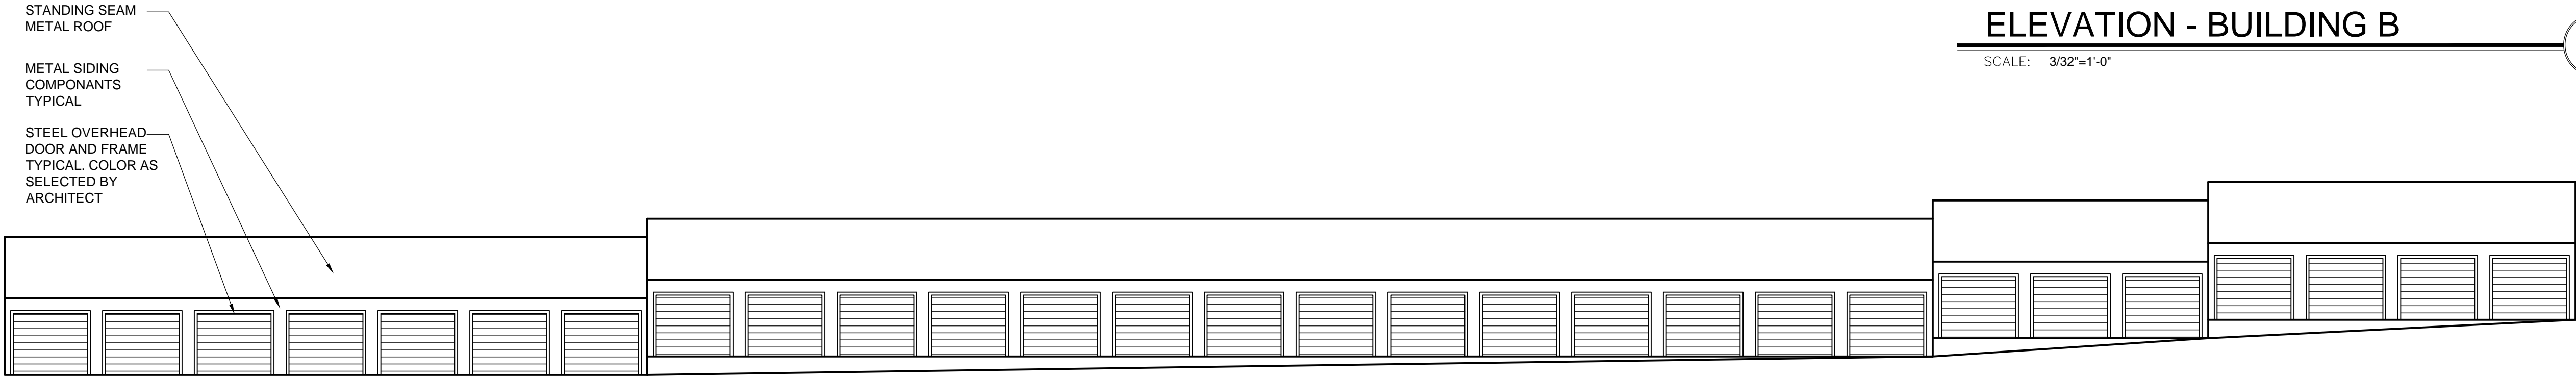 STANDING SEAM
METAL ROOF
METAL SIDING
COMPONANTS
TYPICAL
STEEL OVERHEAD
DOOR AND FRAME
TYPICAL. COLOR AS
SELECTED BY
ARCHITECT
ELEVATION - BUILDING B
SCALE: 3/32"=1'-0"